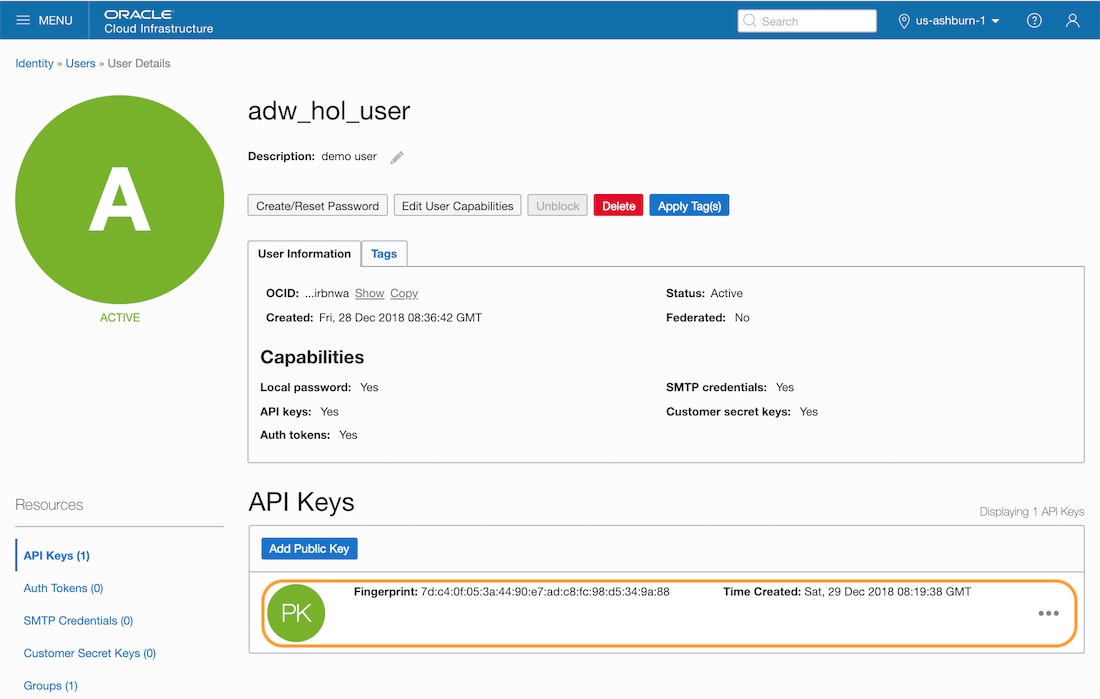 MENU
ORACLE
Cloud Infrastructure
Search
us-ashburn-1
?
Identity » Users » User Details
A
ACTIVE
adw_hol_user
Description: demo user
Create/Reset Password Edit User Capabilities Unblock Delete Apply Tag(s)
User Information Tags
OCID: ...irbnwa Show Copy
Status: Active
Created: Fri, 28 Dec 2018 08:36:42 GMT
Federated: No
Capabilities
Local password: Yes
SMTP credentials: Yes
API keys: Yes
Customer secret keys: Yes
Auth tokens: Yes
Resources
API Keys (1)
Auth Tokens (0)
SMTP Credentials (0)
Customer Secret Keys (0)
Groups (1)
API Keys
Displaying 1 API Keys
Add Public Key
PK
Fingerprint: 7d:c4:0f:05:3a:44:90:e7:ad:c8:fc:98:d5:34:9a:88
Time Created: Sat, 29 Dec 2018 08:19:38 GMT